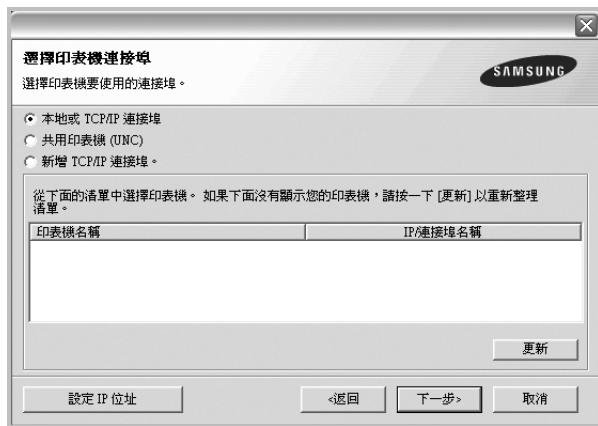 選擇印表機連接埠
選擇印表機要使用的連接埠。
SAMSUNG
本地或 TCP/IP 連接埠
共用印表機 (UNC)
新增 TCP/IP 連接埠。
從下面的清單中選擇印表機。 如果下面沒有顯示您的印表機，請按一下 [更新] 以重新整理
清單。
印表機名稱 IP/連接埠名稱
更新
設定 IP 位址 <返回 下一步> 取消